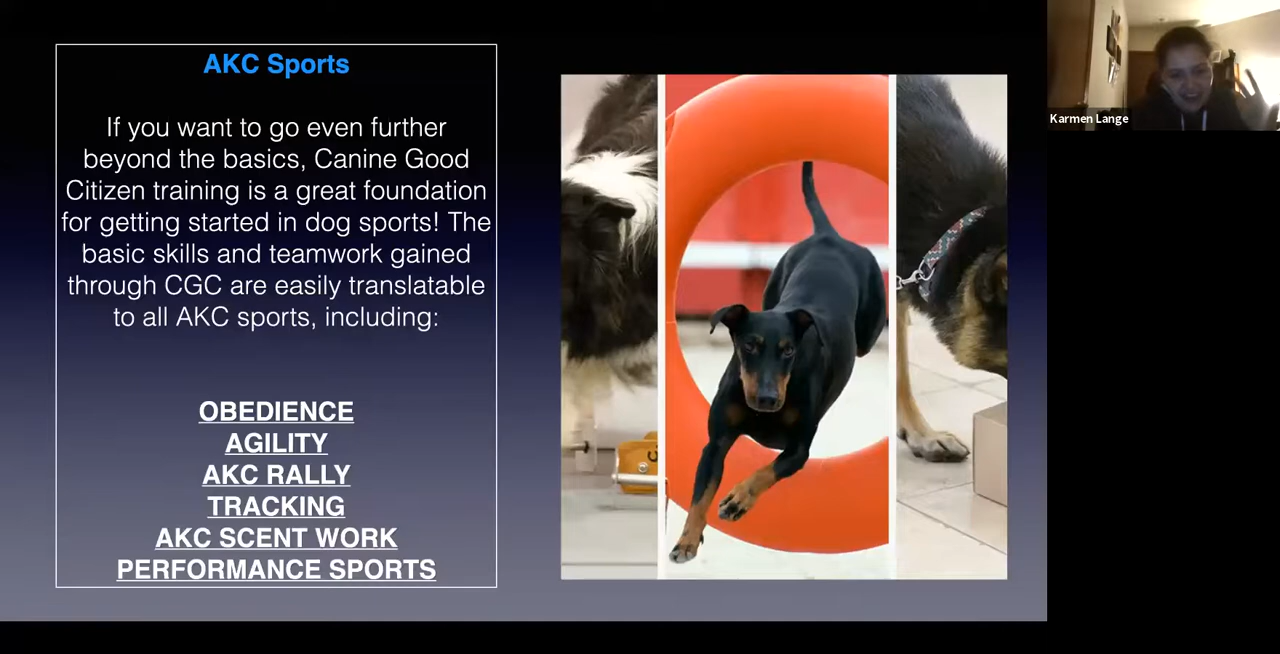 AKC Sports
If you want to go even further
beyond the basics, Canine Good
Citizen training is a great foundation
for getting started in dog sports! The
basic skills and teamwork gained
through CGC are easily translatable
to all AKC sports, including:
OBEDIENCE
AGILITY
AKC RALLY
TRACKING
AKC SCENT WORK
PERFORMANCE SPORTS
Karmen Lange